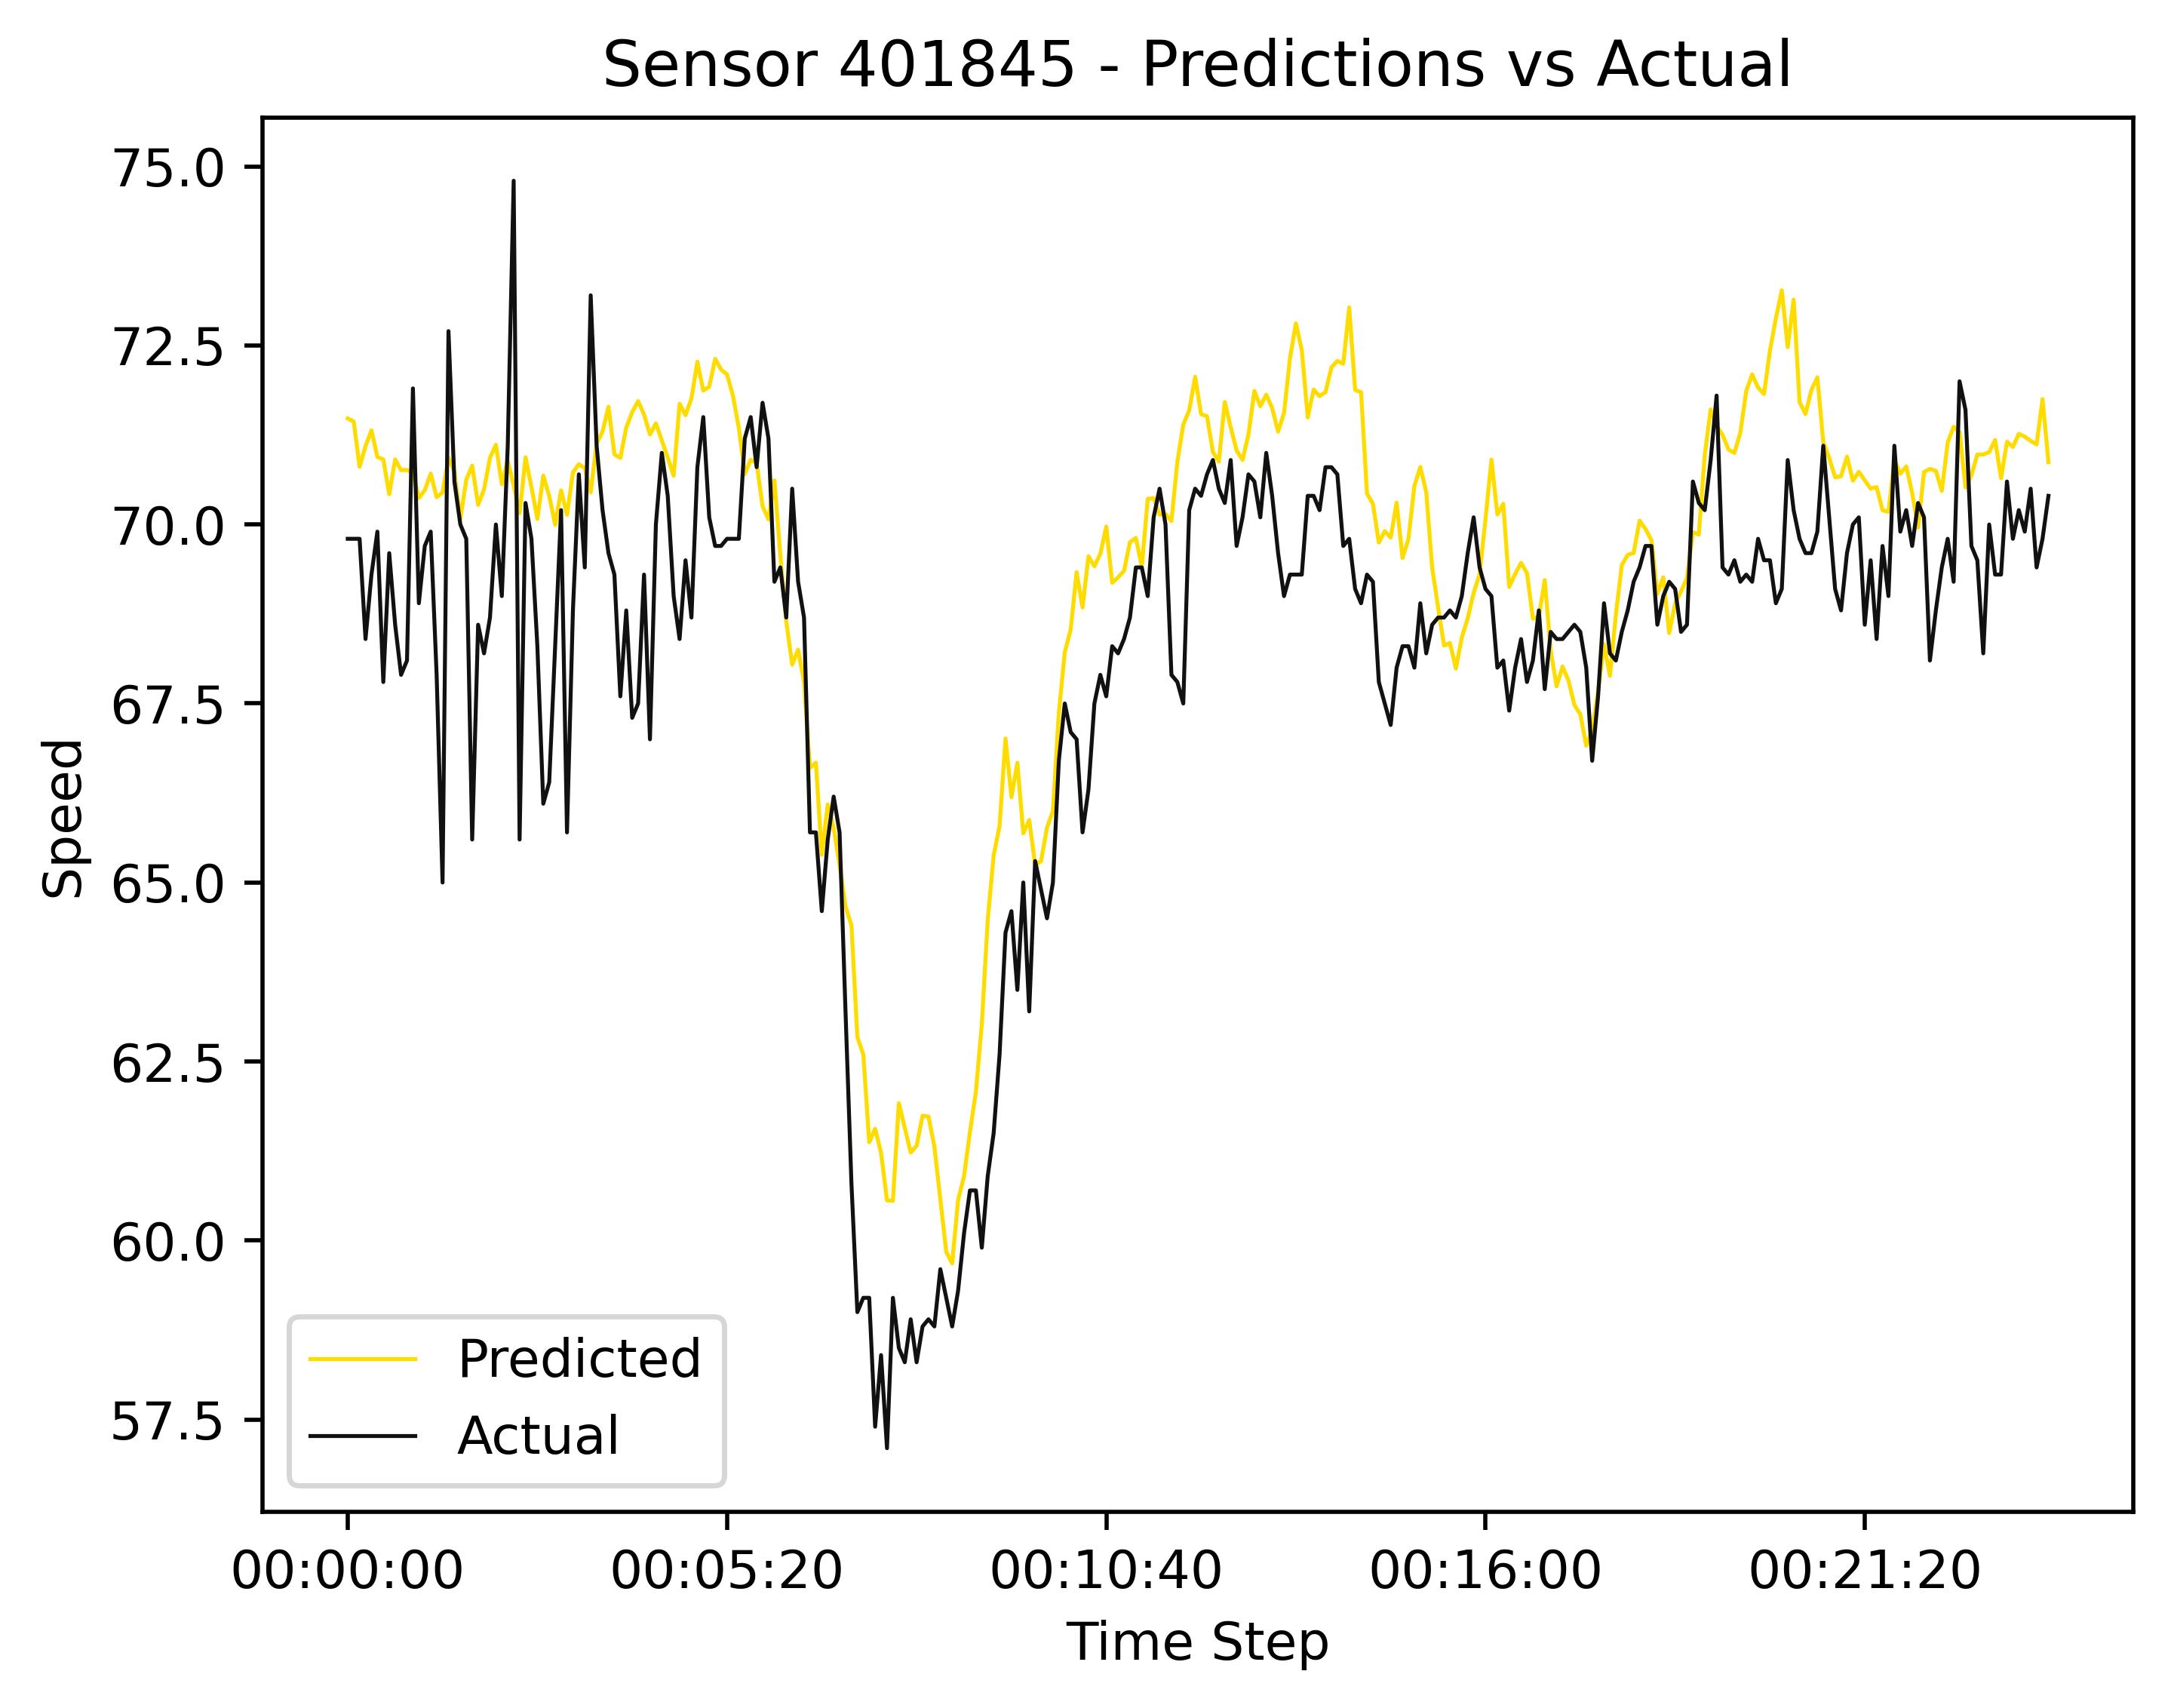 Sensor 401845 - Predictions vs Actual
75.0
72.5
70.0
67.5
65.0
62.5
60.0
57.5
Speed
Predicted
Actual
00:00:00 00:05:20 00:10:40 00:16:00 00:21:20
Time Step